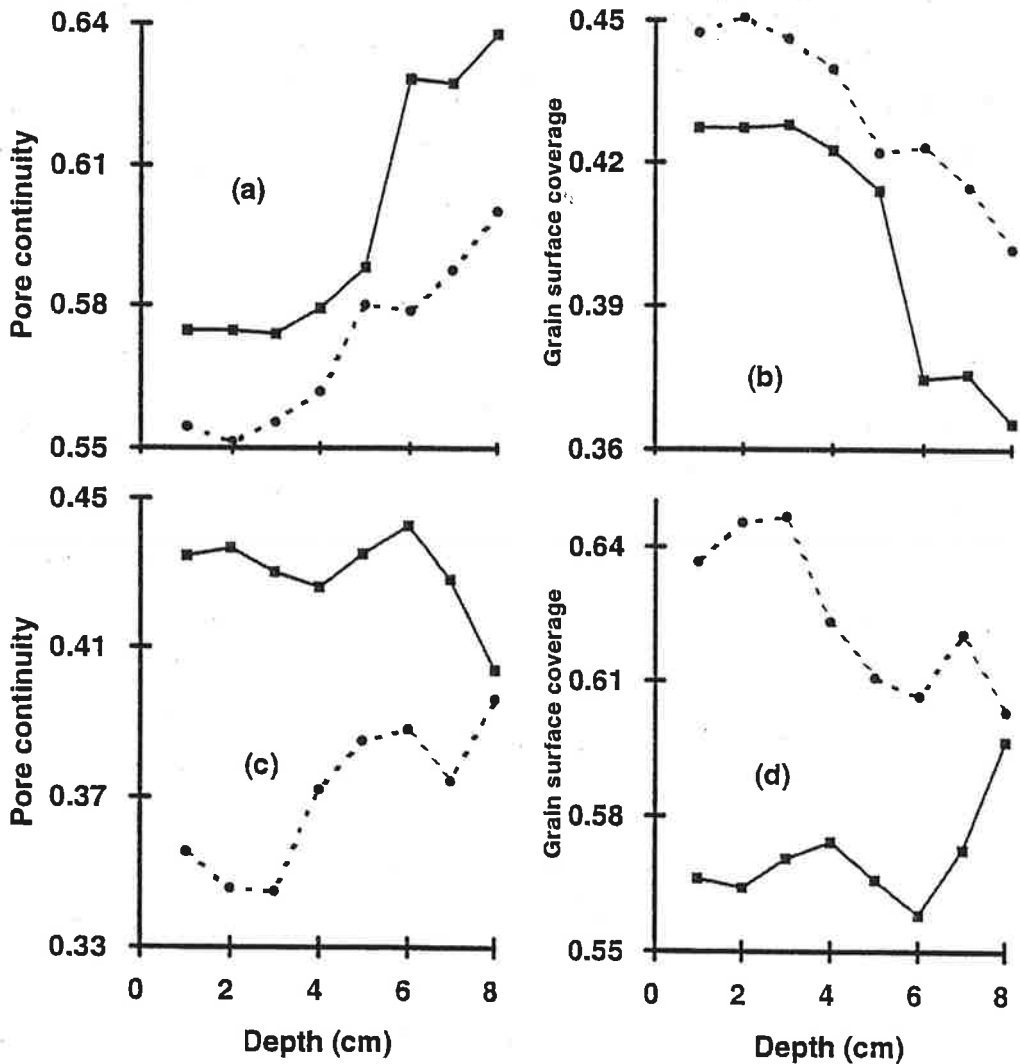 Pore continuity
0.64
0.61
0.58
0.55
(a)
Grain surface coverage
0.45
0.42
0.39
0.36
(b)
Pore continuity
0.45
0.41
0.37
0.33
(c)
0 2 4 6 8
Depth (cm)
Grain surface coverage
0.64
0.61
0.58
0.55
(d)
0 2 4 6 8
Depth (cm)